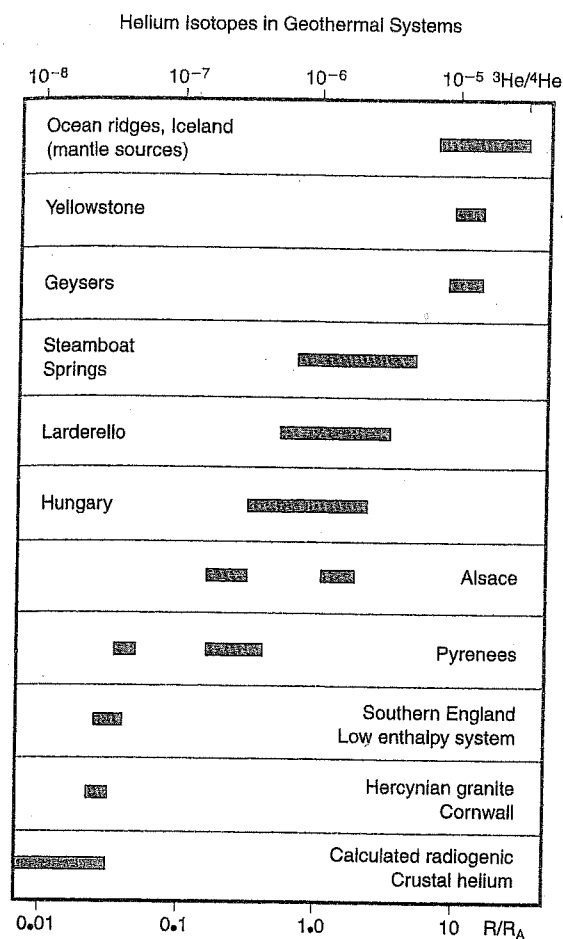 Helium Isotopes in Geothermal Systems
10⁻⁸ 10⁻⁷ 10⁻⁶ 10⁻⁵ ³He/⁴He
Ocean ridges, Iceland
(mantle sources)
Yellowstone
Geysers
Steamboat
Springs
Larderello
Hungary
Alsace
Pyrenees
Southern England
Low enthalpy system
Hercynian granite
Cornwall
Calculated radiogenic
Crustal helium
0.01 0.1 1.0 10 R/R_A